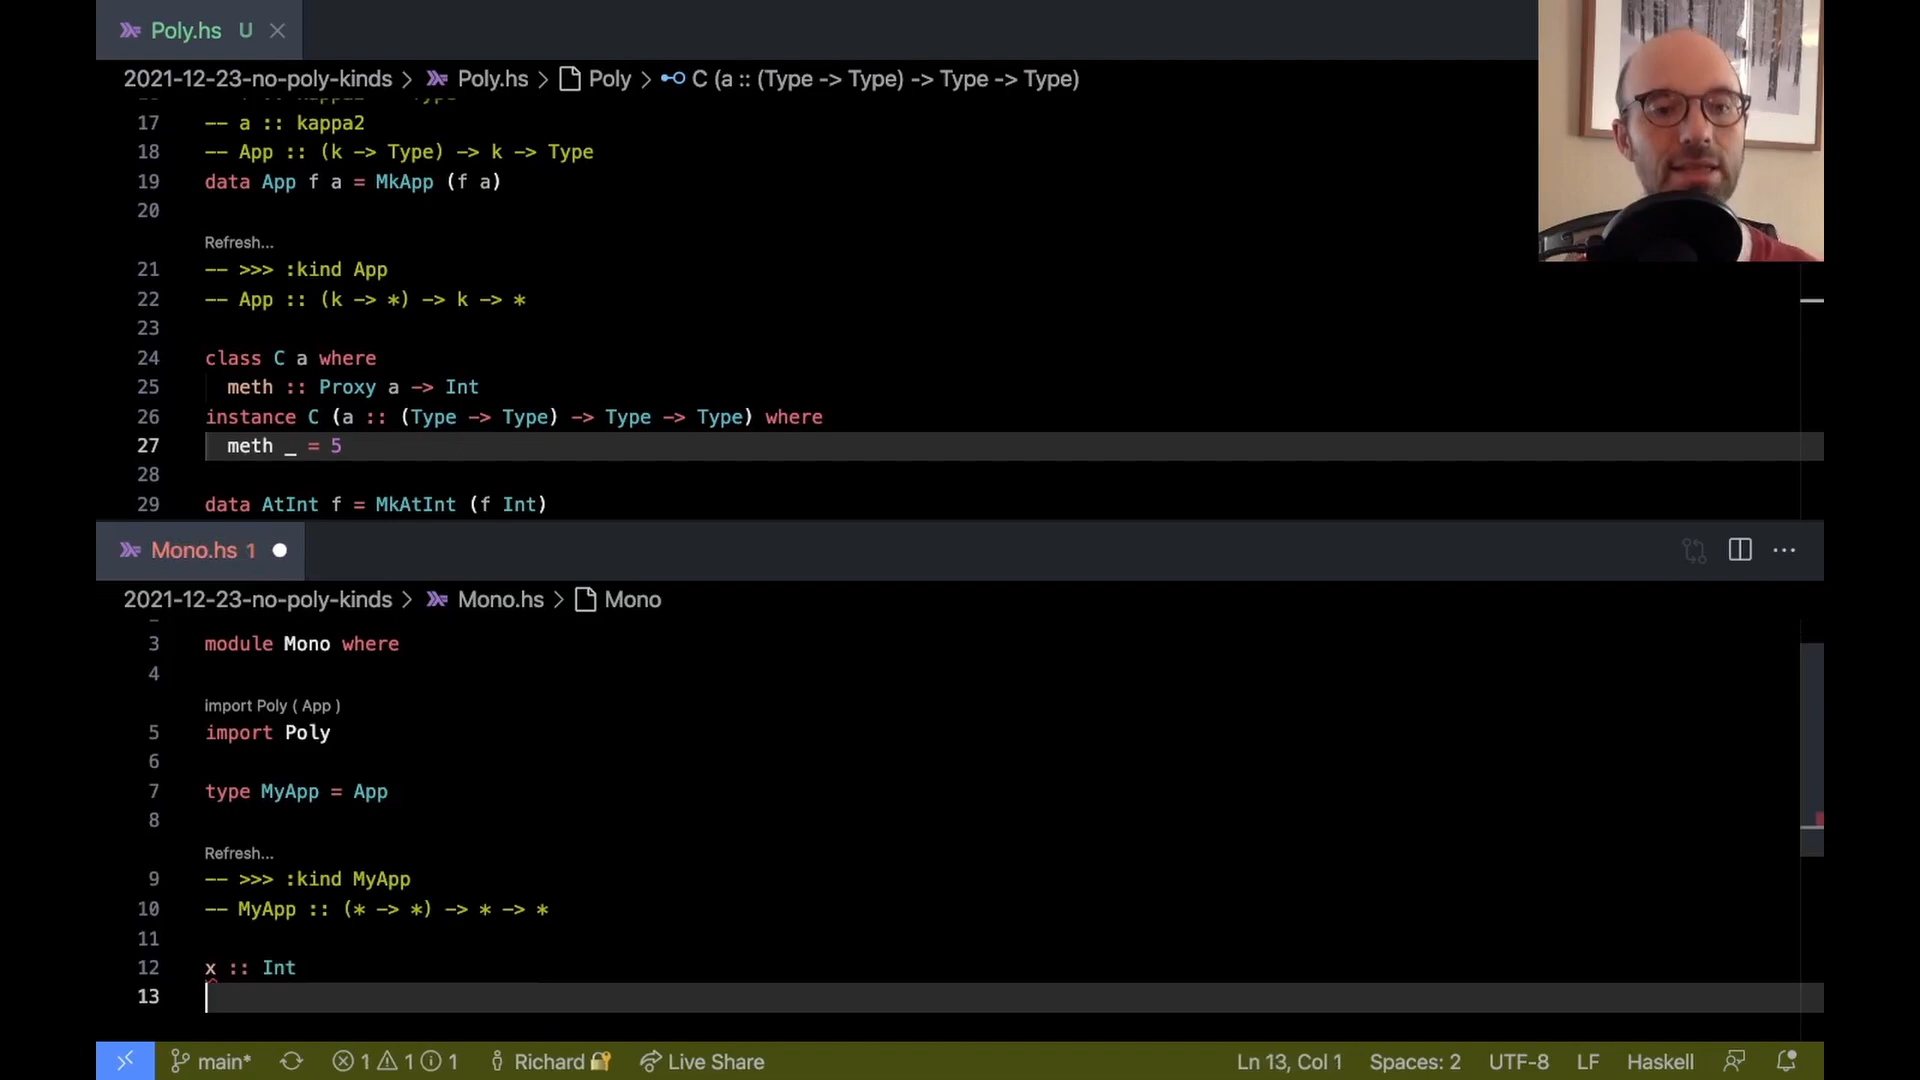 Poly.hs U
2021-12-23-no-poly-kinds > Poly.hs > Poly > C (a :: (Type -> Type) -> Type -> Type)
17 -- a :: kappa2
18 -- App :: (k -> Type) -> k -> Type
19 data App f a = MkApp (f a)
20
Refresh...
21 -- >>> :kind App
22 -- App :: (k -> *) -> k -> *
23
24 class C a where
25 meth :: Proxy a -> Int
26 instance C (a :: (Type -> Type) -> Type -> Type) where
27 meth _ = 5
28
29 data AtInt f = MkAtInt (f Int)
Mono.hs 1
2021-12-23-no-poly-kinds > Mono.hs > Mono
3 module Mono where
4
import Poly ( App )
5 import Poly
6
7 type MyApp = App
8
Refresh...
9 -- >>> :kind MyApp
10 -- MyApp :: (* -> *) -> * -> *
11
12 x :: Int
13
main* 1 1 1 Richard Live Share Ln 13, Col 1 Spaces: 2 UTF-8 LF Haskell